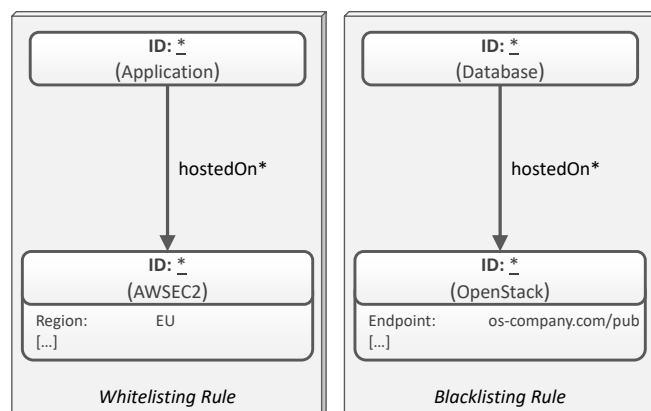 ID: *
(Application)
hostedOn*
ID: *
(AWSEC2)
Region: EU
[...]
Whitelisting Rule
ID: *
(Database)
hostedOn*
ID: *
(OpenStack)
Endpoint: os-company.com/pub
[...]
Blacklisting Rule